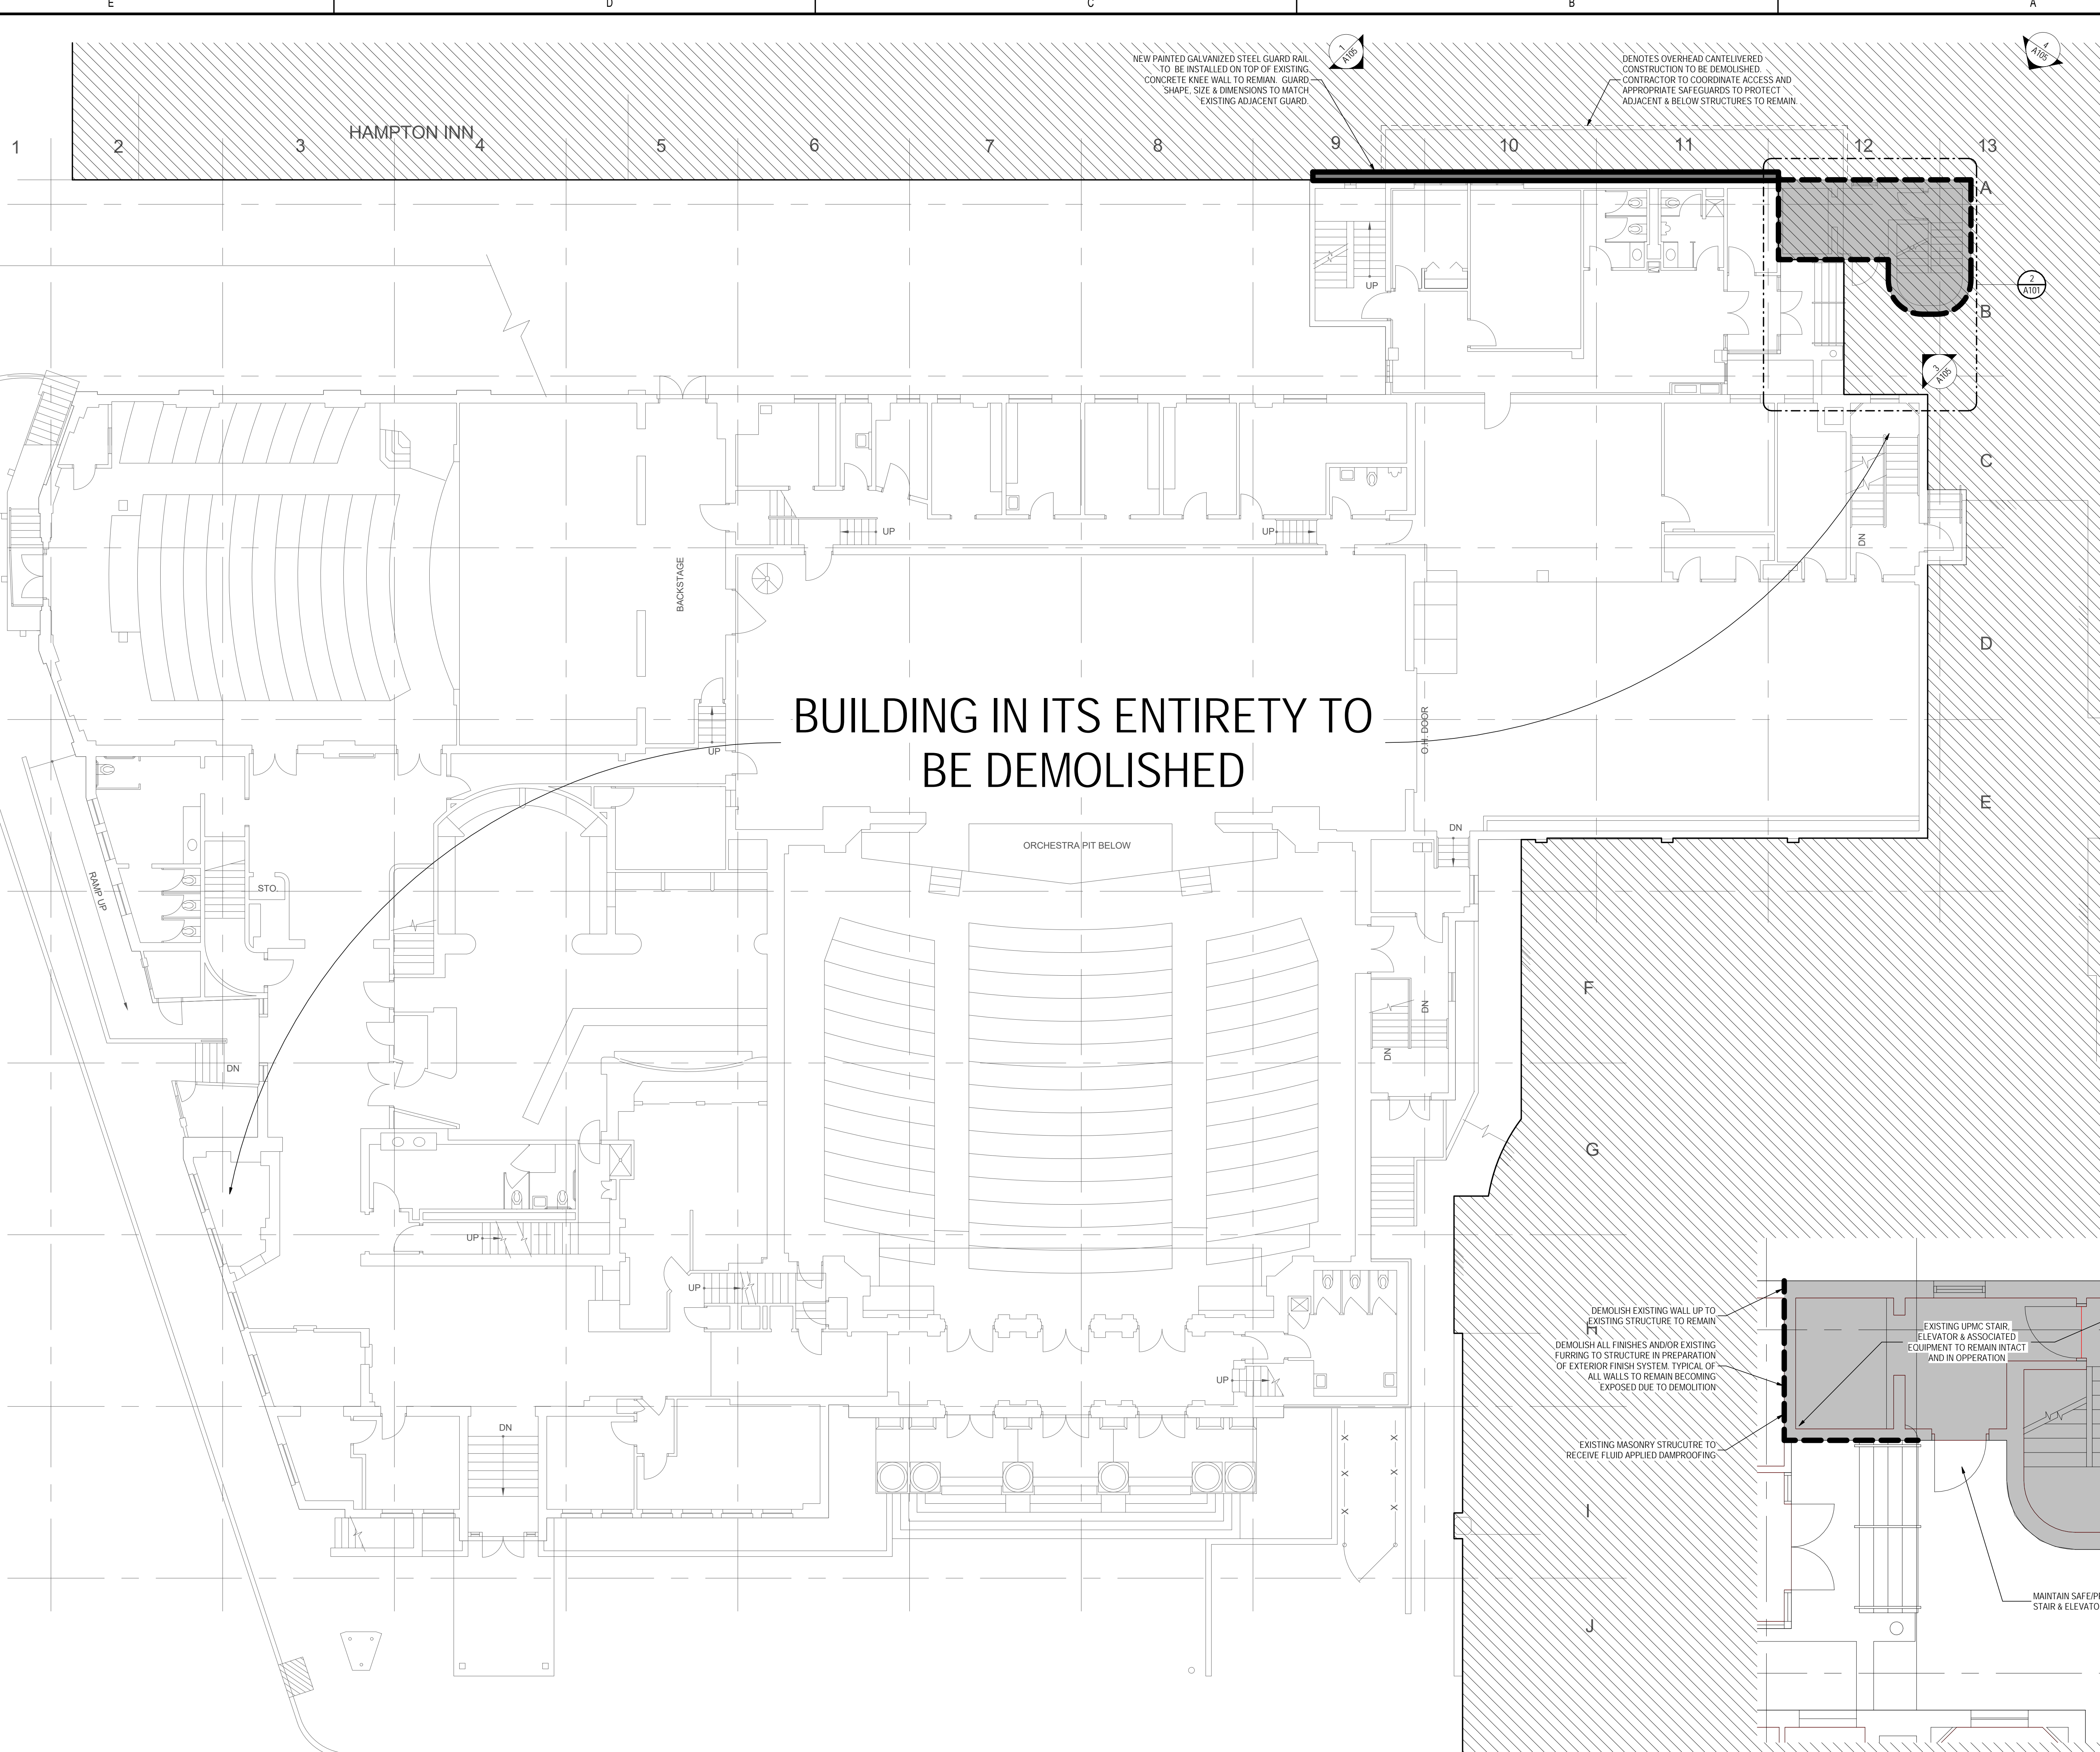 E
D
C
B
A
NEW PAINTED GALVANIZED STEEL GUARD RAIL
TO BE INSTALLED ON TOP OF EXISTING
CONCRETE KNEE WALL TO REMIAN. GUARD
SHAPE, SIZE & DIMENSIONS TO MATCH
EXISTING ADJACENT GUARD.
1
A105
DENOTES OVERHEAD CANTELIVERED
CONSTRUCTION TO BE DEMOLISHED.
CONTRACTOR TO COORDINATE ACCESS AND
APPROPRIATE SAFEGUARDS TO PROTECT
ADJACENT & BELOW STRUCTURES TO REMAIN.
4
A105
HAMPTON INN
1
2
3
4
5
6
7
8
9
10
11
12
13
A
2
A101
UP
B
3
A105
C
UP
UP
DN
BACKSTAGE
D
BUILDING IN ITS ENTIRETY TO
BE DEMOLISHED
UP
O.H. DOOR
E
DN
ORCHESTRA PIT BELOW
RAMP UP
STO.
F
DN
DN
DN
G
UP
UP
DEMOLISH EXISTING WALL UP TO
EXISTING STRUCTURE TO REMAIN
H
DEMOLISH ALL FINISHES AND/OR EXISTING
FURRING TO STRUCTURE IN PREPARATION
OF EXTERIOR FINISH SYSTEM. TYPICAL OF
ALL WALLS TO REMAIN BECOMING
EXPOSED DUE TO DEMOLITION
EXISTING UPMC STAIR,
ELEVATOR & ASSOCIATED
EQUIPMENT TO REMAIN INTACT
AND IN OPPERATION
UP
DN
EXISTING MASONRY STRUCUTRE TO
RECEIVE FLUID APPLIED DAMPROOFING
X
X
X
X
X
X
I
MAINTAIN SAFE/P
STAIR & ELEVATO
J